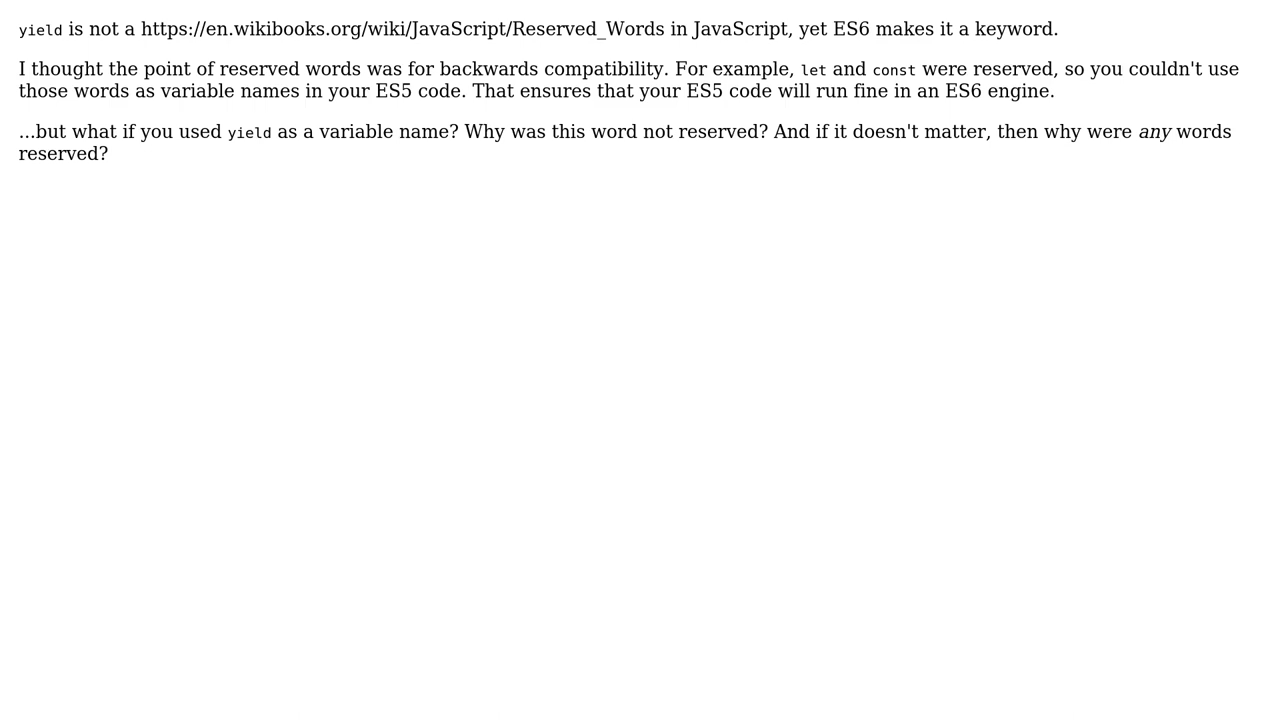 yield is not a https://en.wikibooks.org/wiki/JavaScript/Reserved_Words in JavaScript, yet ES6 makes it a keyword.
I thought the point of reserved words was for backwards compatibility. For example, let and const were reserved, so you couldn't use
those words as variable names in your ES5 code. That ensures that your ES5 code will run fine in an ES6 engine.
...but what if you used yield as a variable name? Why was this word not reserved? And if it doesn't matter, then why were any words
reserved?